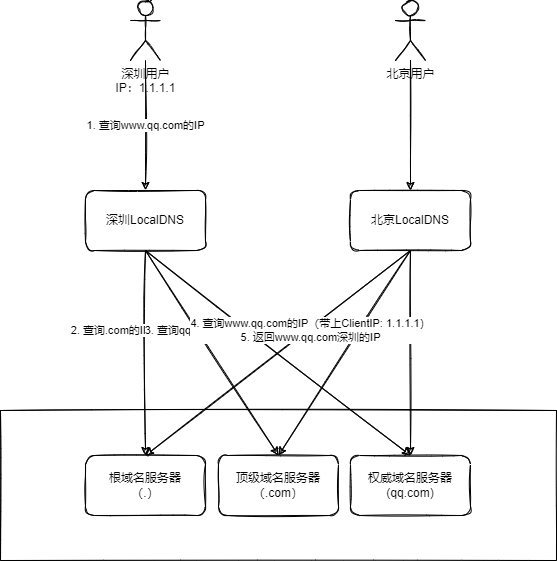 深圳用户
IP：1.1.1.1
北京用户
1. 查询www.qq.com的IP
深圳LocalDNS
北京LocalDNS
2. 查询.com的I
3. 查询qq
4. 查询www.qq.com的IP（带上ClientIP: 1.1.1.1）
5. 返回www.qq.com深圳的IP
根域名服务器
（.）
顶级域名服务器
（.com）
权威域名服务器
(qq.com)